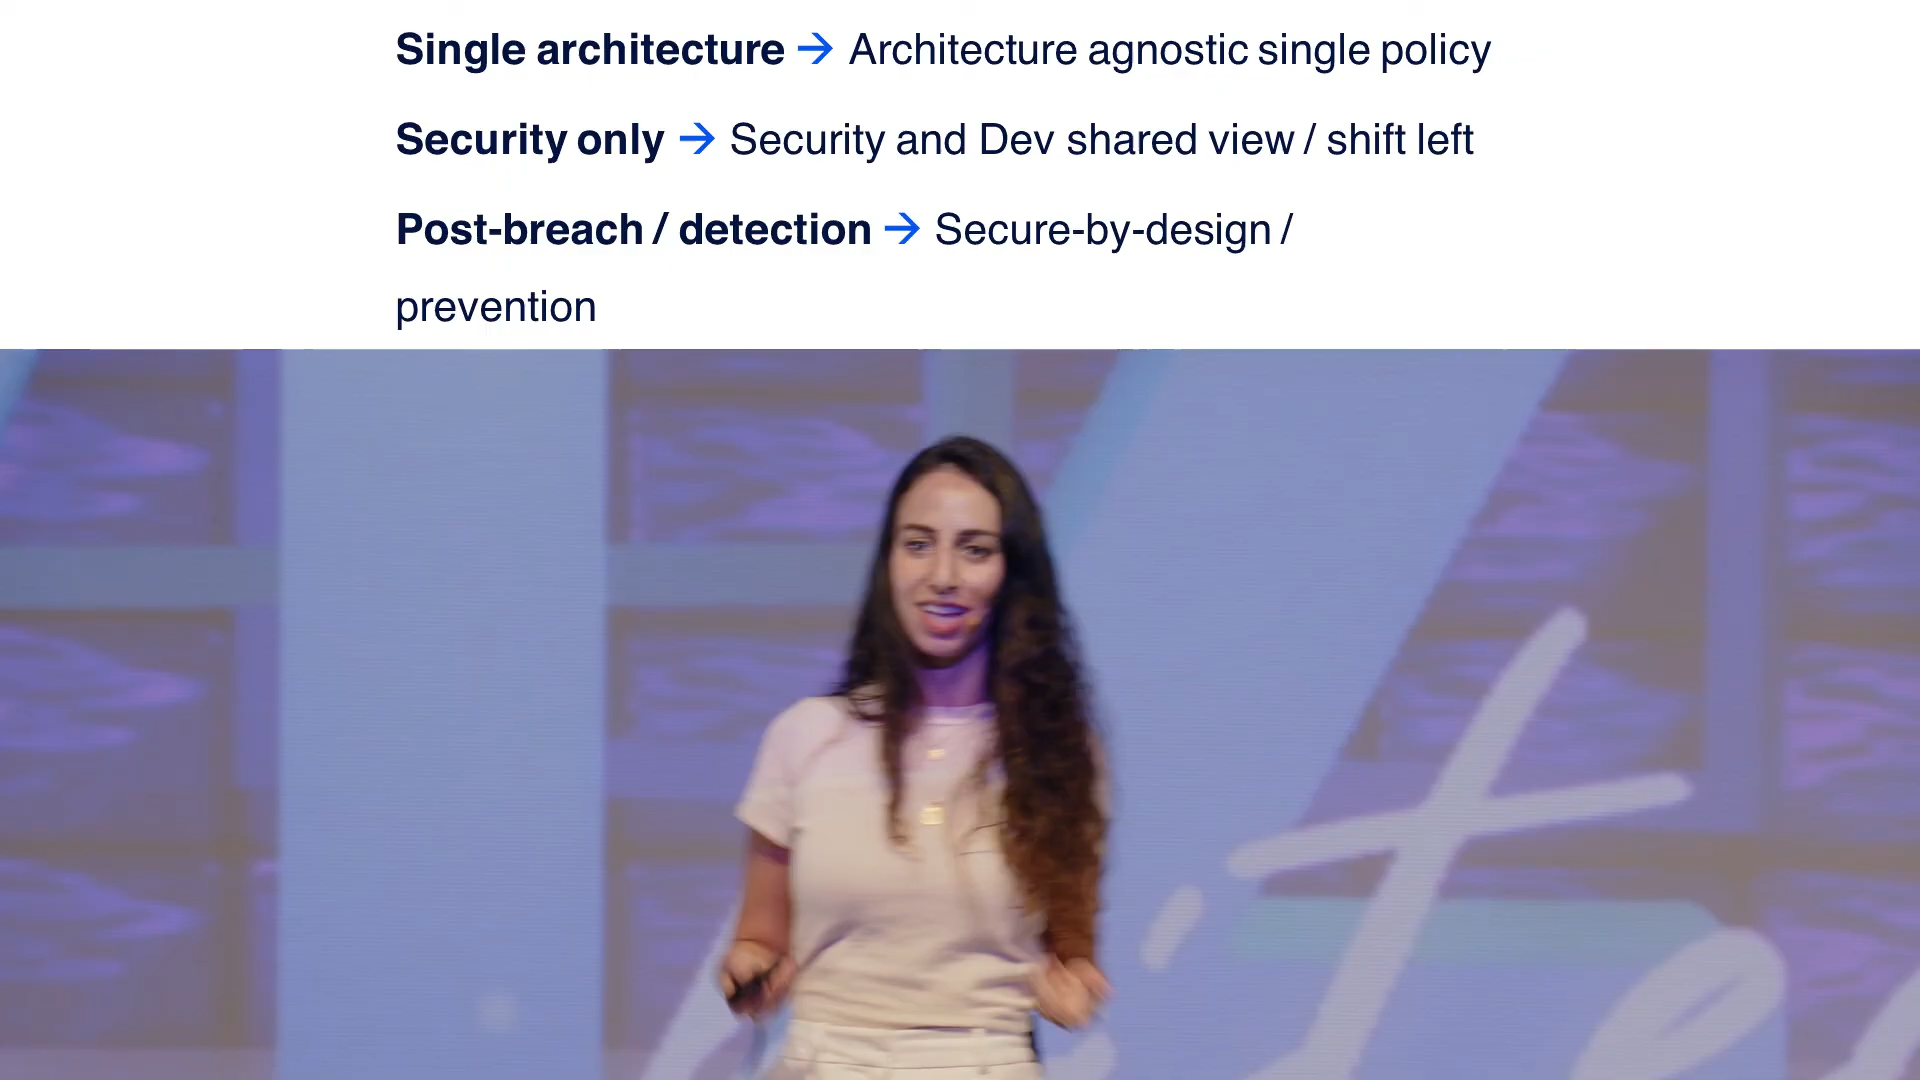 Single architecture → Architecture agnostic single policy
Security only → Security and Dev shared view / shift left
Post-breach / detection → Secure-by-design /
prevention